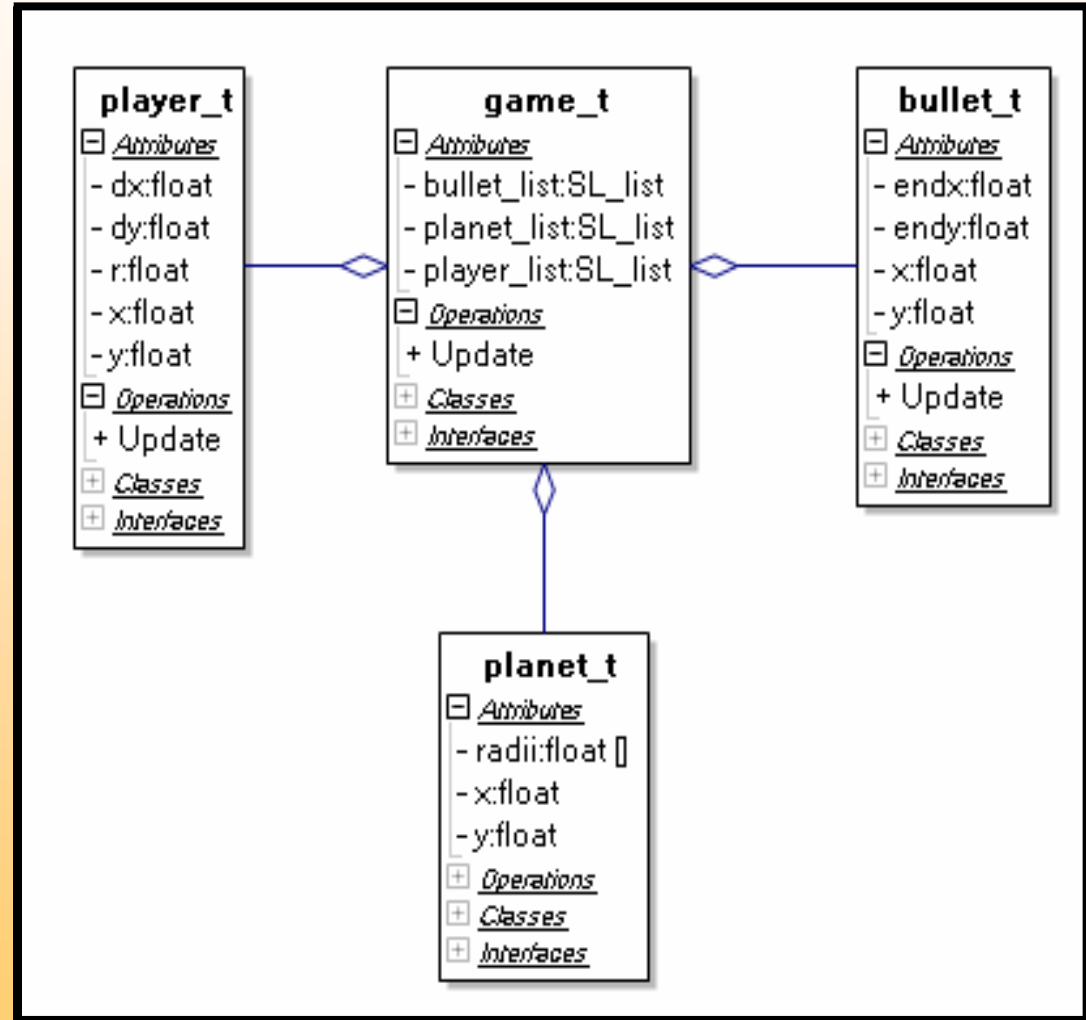 player_t
Attributes
- dx:float
- dy:float
- r:float
- x:float
- y:float
Operations
+ Update
Classes
Interfaces
game_t
Attributes
- bullet_list:SL_list
- planet_list:SL_list
- player_list:SL_list
Operations
+ Update
Classes
Interfaces
bullet_t
Attributes
- endx:float
- endy:float
- x:float
- y:float
Operations
+ Update
Classes
Interfaces
planet_t
Attributes
- radii:float []
- x:float
- y:float
Operations
Classes
Interfaces